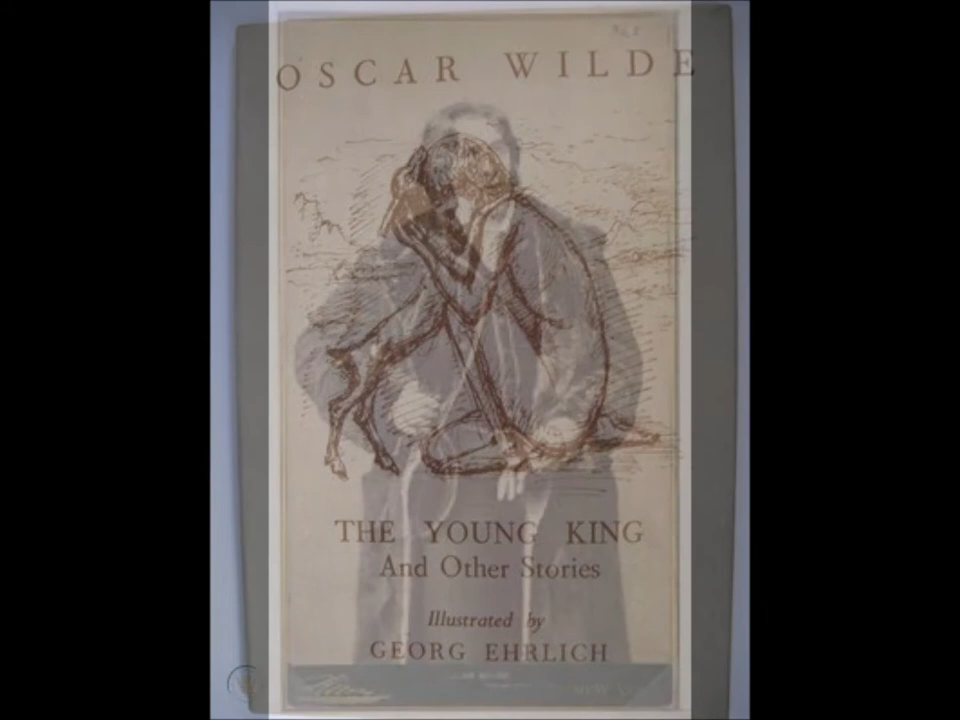 OSCAR WILDE
THE YOUNG KING
And Other Stories
Illustrated by
GEORG EHRLICH